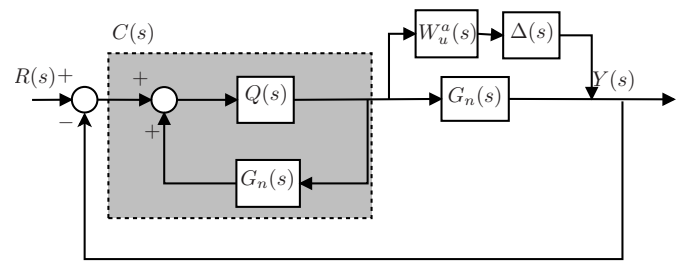 C(s)
W_u^a(s)
Δ(s)
R(s)
+
+
Q(s)
G_n(s)
Y(s)
−
+
G_n(s)